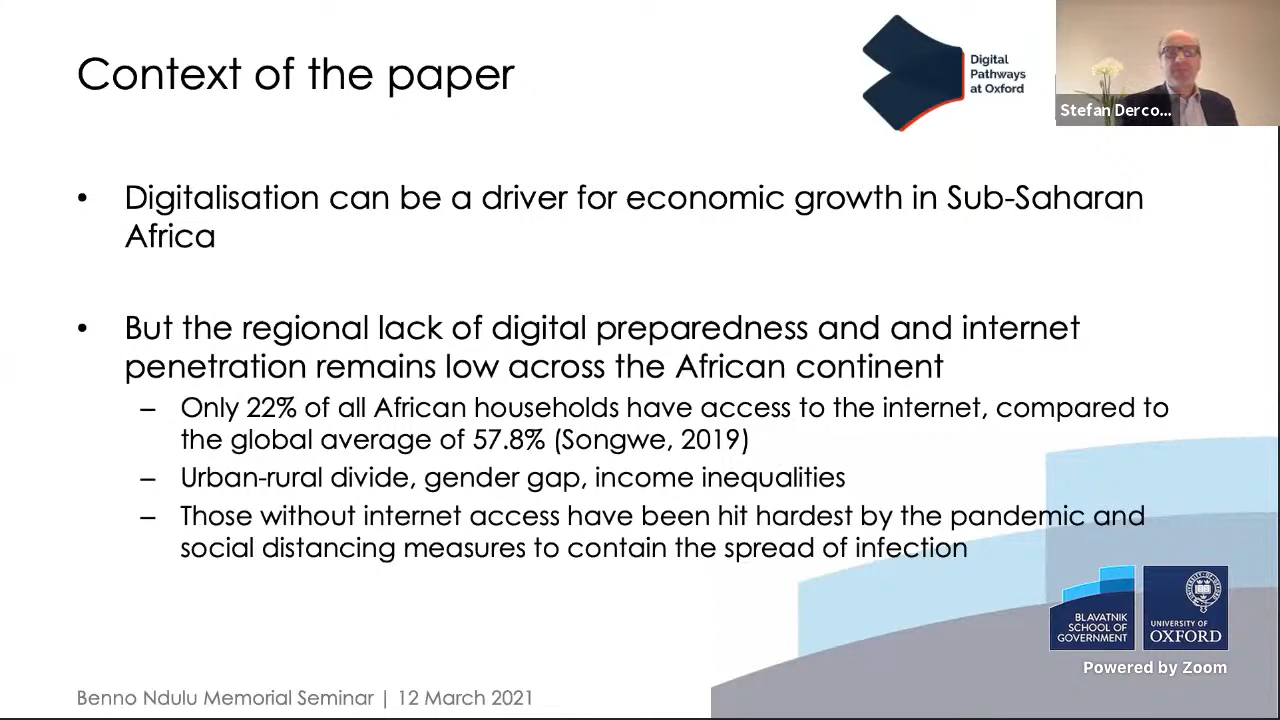 Context of the paper
Digital
Pathways
at Oxford
Stefan Derco...
• Digitalisation can be a driver for economic growth in Sub-Saharan
Africa
• But the regional lack of digital preparedness and and internet
penetration remains low across the African continent
– Only 22% of all African households have access to the internet, compared to
the global average of 57.8% (Songwe, 2019)
– Urban-rural divide, gender gap, income inequalities
– Those without internet access have been hit hardest by the pandemic and
social distancing measures to contain the spread of infection
BLAVATNIK
SCHOOL OF
GOVERNMENT
UNIVERSITY OF
OXFORD
Powered by Zoom
Benno Ndulu Memorial Seminar | 12 March 2021